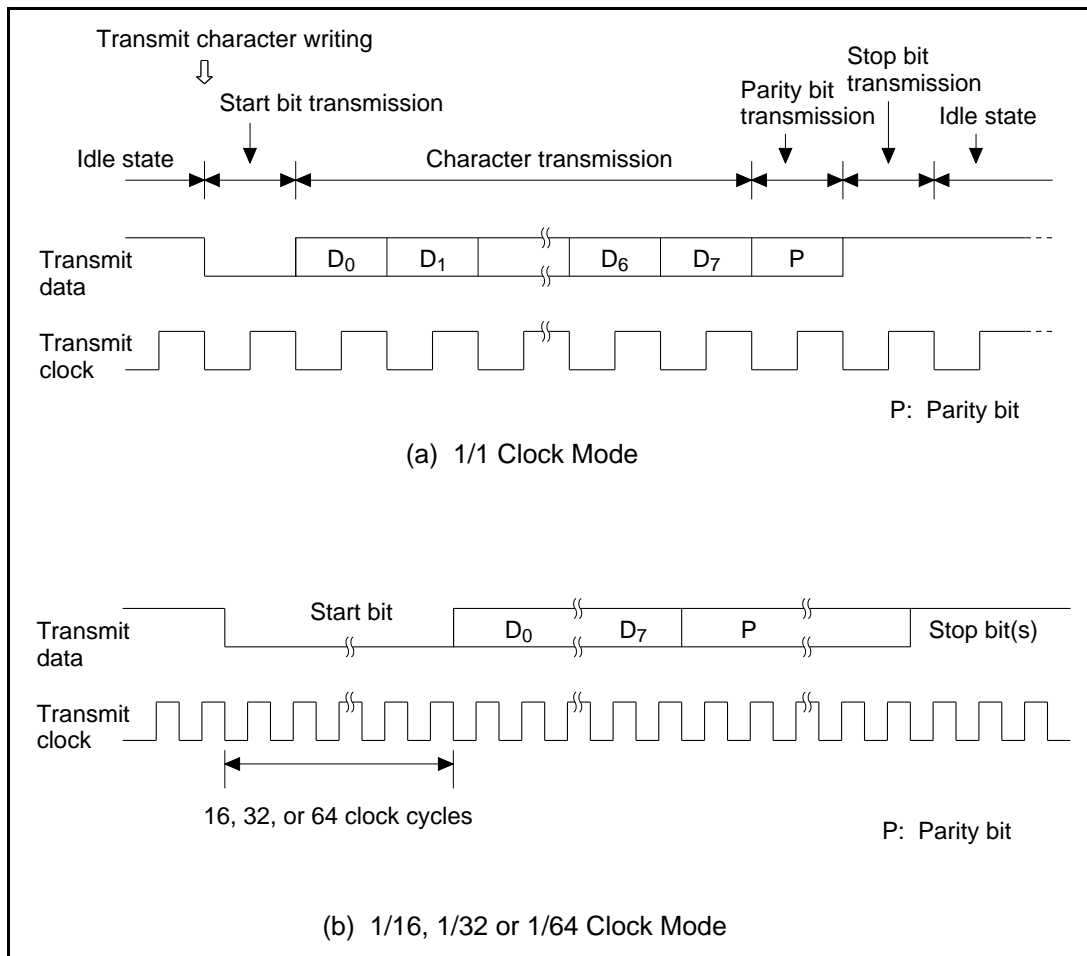 Transmit character writing
Start bit transmission
Stop bit
transmission
Parity bit
transmission
Idle state
Idle state
Character transmission
Transmit
data
D0
D1
D6
D7
P
Transmit
clock
P: Parity bit
(a) 1/1 Clock Mode
Transmit
data
Start bit
D0
D7
P
Stop bit(s)
Transmit
clock
16, 32, or 64 clock cycles
P: Parity bit
(b) 1/16, 1/32 or 1/64 Clock Mode